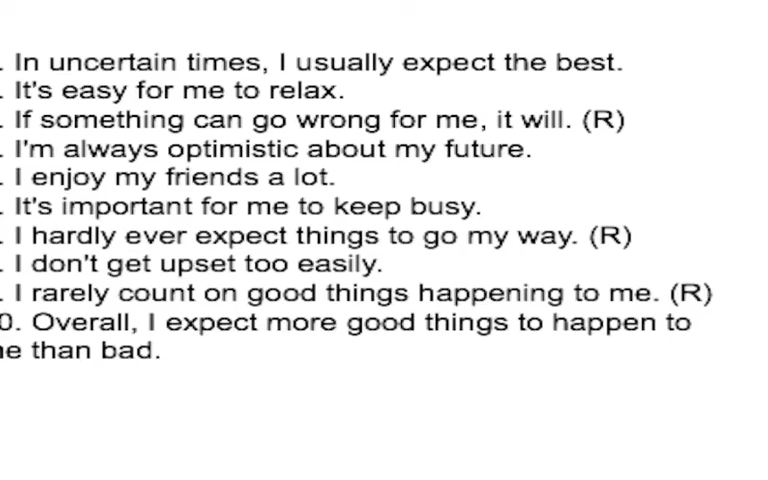 . In uncertain times, I usually expect the best.
. It's easy for me to relax.
. If something can go wrong for me, it will. (R)
. I'm always optimistic about my future.
. I enjoy my friends a lot.
. It's important for me to keep busy.
. I hardly ever expect things to go my way. (R)
. I don't get upset too easily.
. I rarely count on good things happening to me. (R)
0. Overall, I expect more good things to happen to
e than bad.